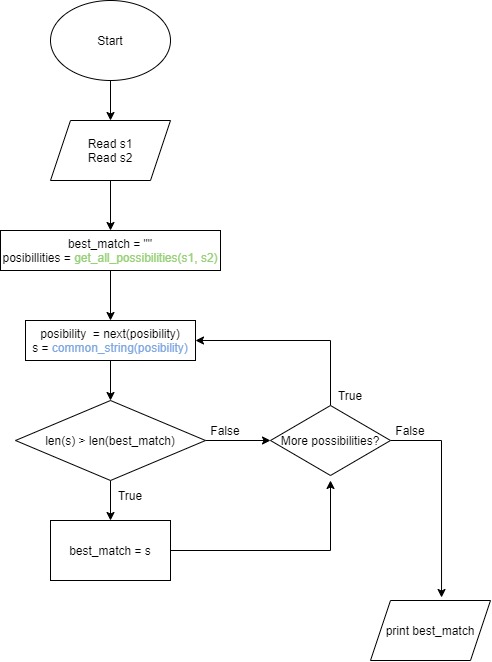 Start
Read s1
Read s2
best_match = ""
posibillities = get_all_possibilities(s1, s2)
posibility = next(posibility)
s = common_string(posibility)
len(s) > len(best_match)
False
More possibilities?
True
False
True
best_match = s
print best_match